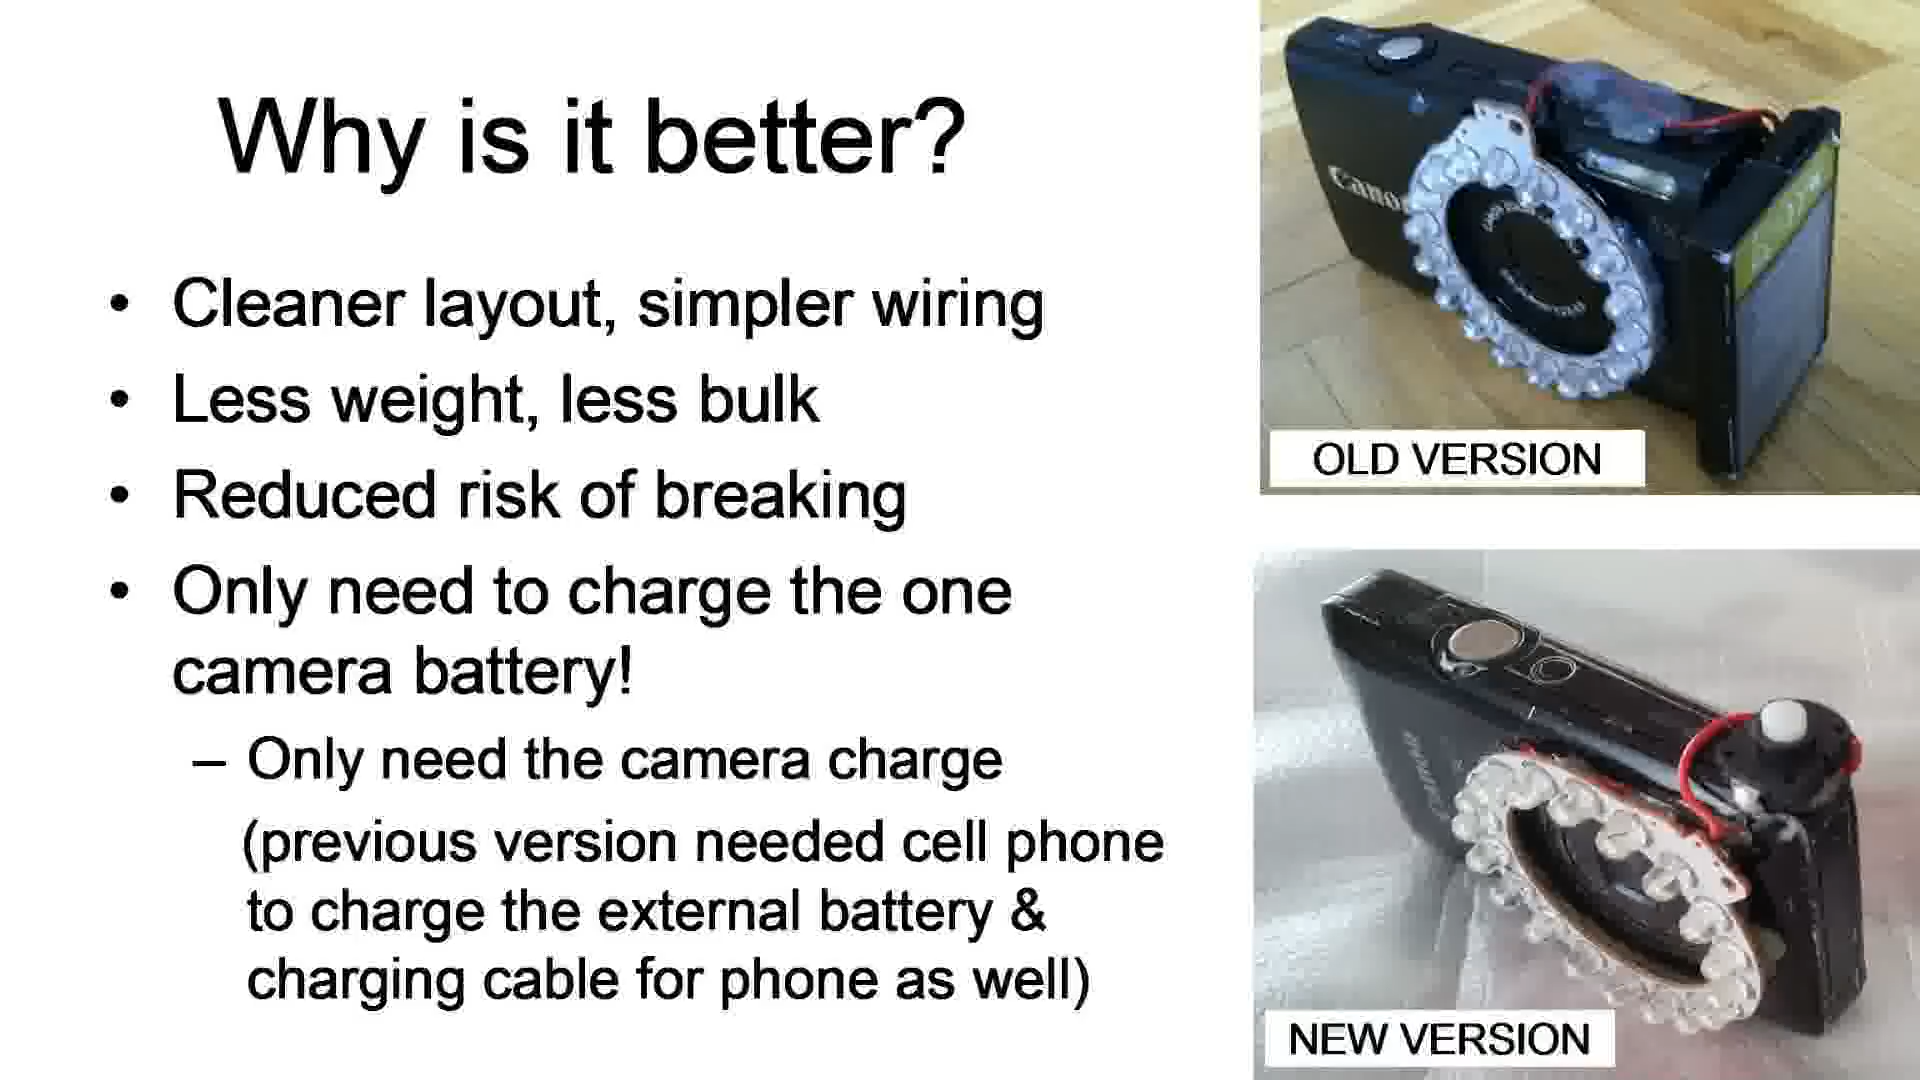 Why is it better?
• Cleaner layout, simpler wiring
• Less weight, less bulk
• Reduced risk of breaking
• Only need to charge the one
camera battery!
– Only need the camera charge
(previous version needed cell phone
to charge the external battery &
charging cable for phone as well)
Cano
OLD VERSION
NEW VERSION